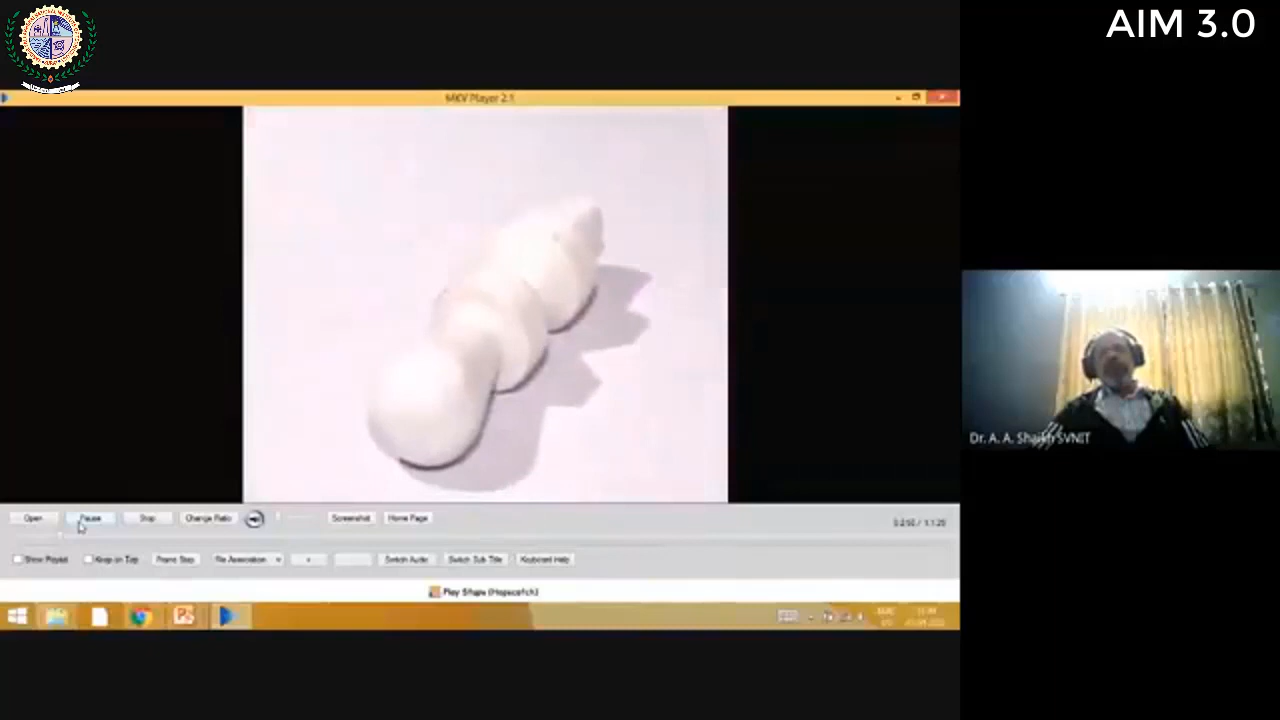 AIM 3.0
MKV Player 2.1
Dr. A. A. Shaikh SVNIT
Open Pause Stop Change Ratio Screenshot Home Page
Show Playlist Keep on Top Frame Step File Association Switch Audio Switch Sub Title Keyboard Help
Play Shape (Hopscotch)